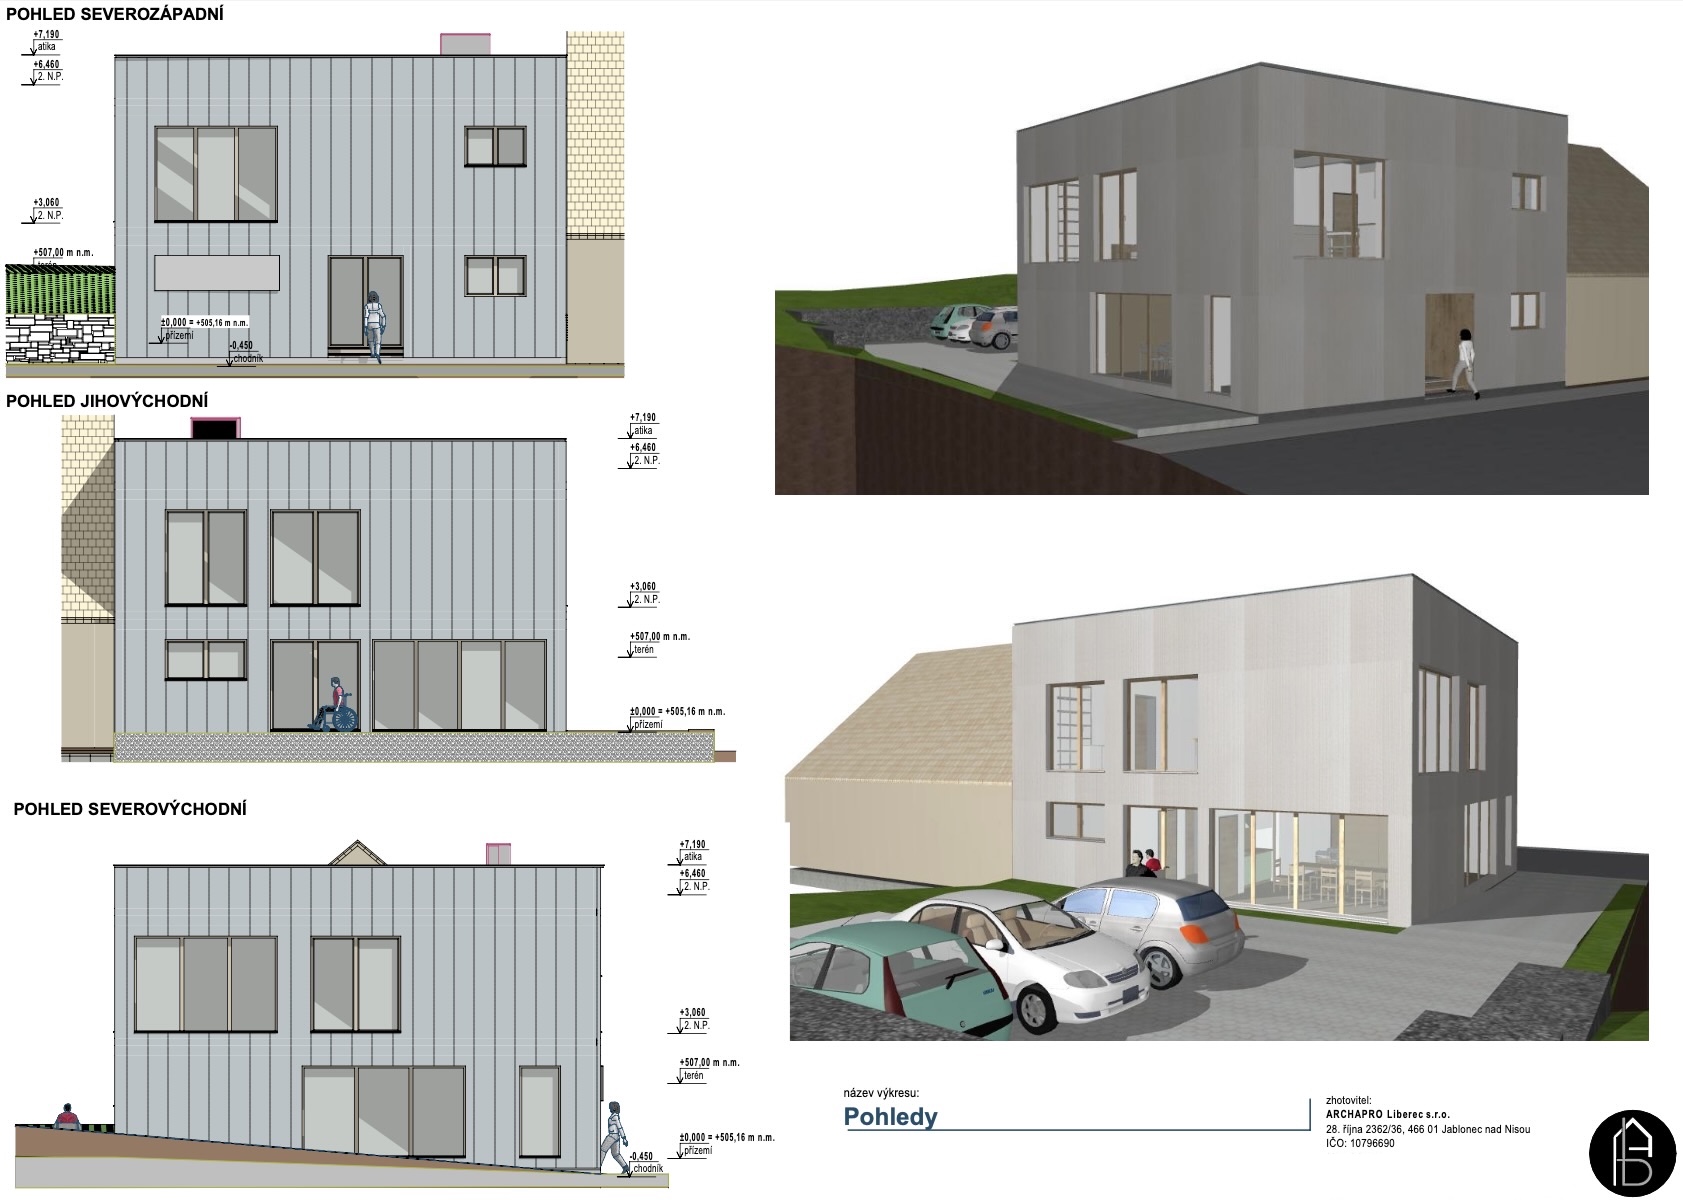 POHLED SEVEROZÁPADNÍ
+7,190
atika
+6,460
2. N.P.
+3,060
2. N.P.
+507,00 m n.m.
terén
±0,000 = +505,16 m n.m.
přízemí
-0,450
chodník
POHLED JIHOVÝCHODNÍ
+7,190
atika
+6,460
2. N.P.
+3,060
2. N.P.
+507,00 m n.m.
terén
±0,000 = +505,16 m n.m.
přízemí
POHLED SEVEROVÝCHODNÍ
+7,190
atika
+6,460
2. N.P.
+3,060
2. N.P.
+507,00 m n.m.
terén
±0,000 = +505,16 m n.m.
přízemí
-0,450
chodník
název výkresu:
Pohledy
zhotovitel:
ARCHAPRO Liberec s.r.o.
28. října 2362/36, 466 01 Jablonec nad Nisou
IČO: 10796690